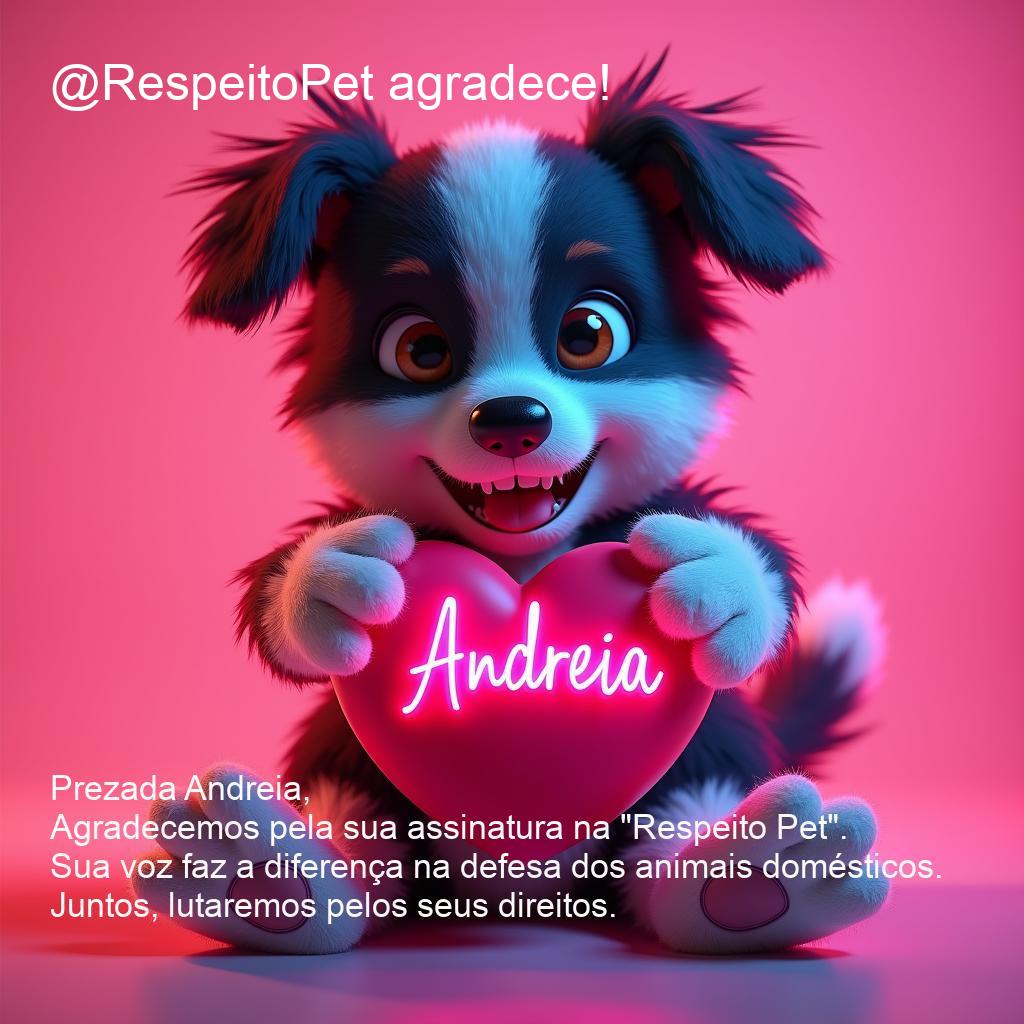 @RespeitoPet agradece!
Andreia
Prezada Andreia,
Agradecemos pela sua assinatura na "Respeito Pet".
Sua voz faz a diferença na defesa dos animais domésticos.
Juntos, lutaremos pelos seus direitos.